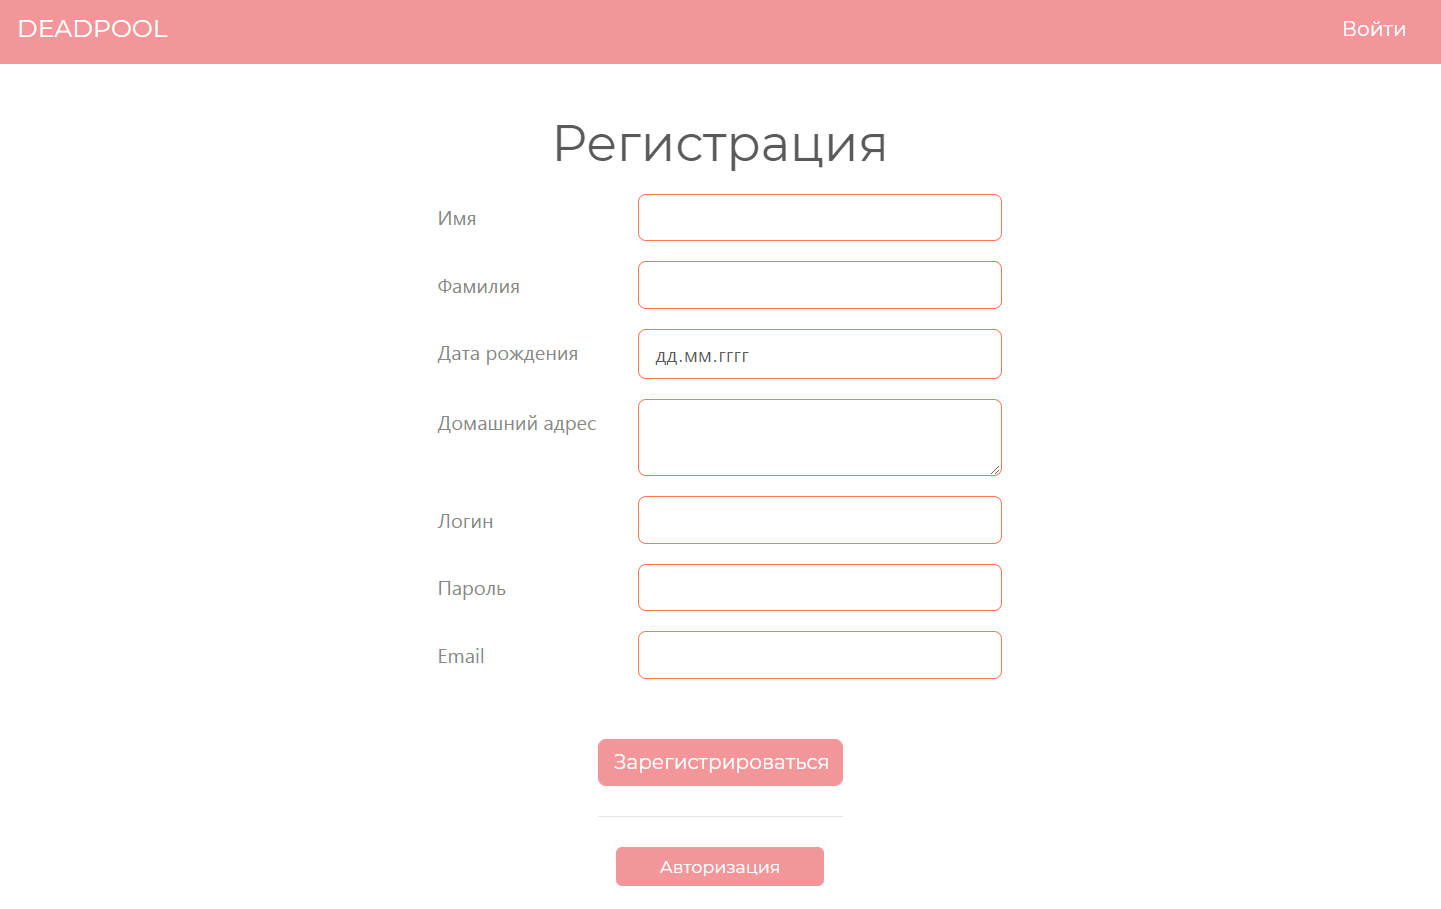 DEADPOOL
Войти
Регистрация
Имя
Фамилия
Дата рождения
дд.мм.гггг
Домашний адрес
Логин
Пароль
Email
Зарегистрироваться
Авторизация